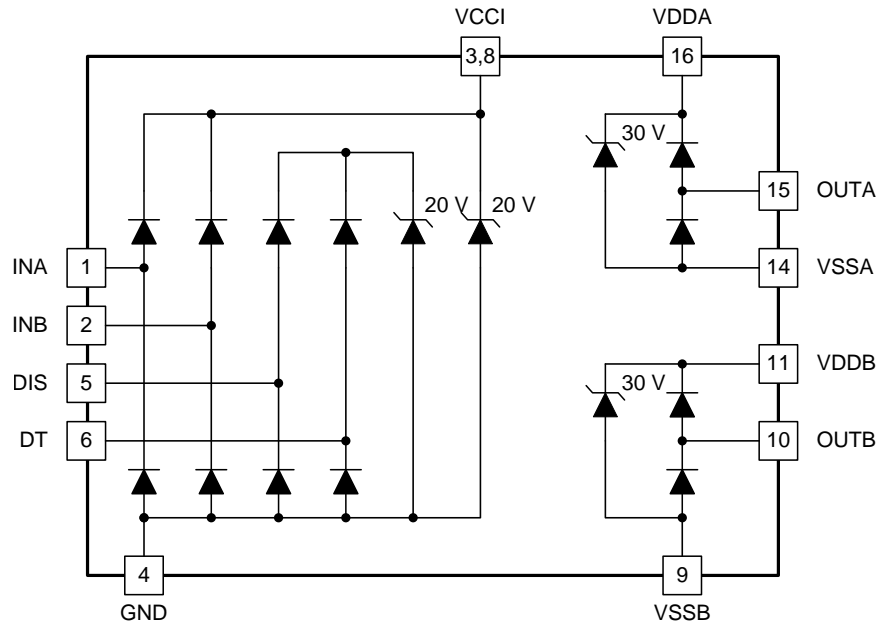 VCCI
VDDA
3,8
16
30 V
15
OUTA
20 V
20 V
INA
1
14
VSSA
INB
2
11
VDDB
DIS
5
30 V
DT
6
10
OUTB
4
9
GND
VSSB